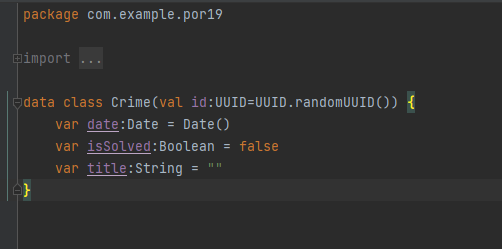 package com.example.por19
import ...
data class Crime(val id:UUID=UUID.randomUUID()) {
    var date:Date = Date()
    var isSolved:Boolean = false
    var title:String = ""
}